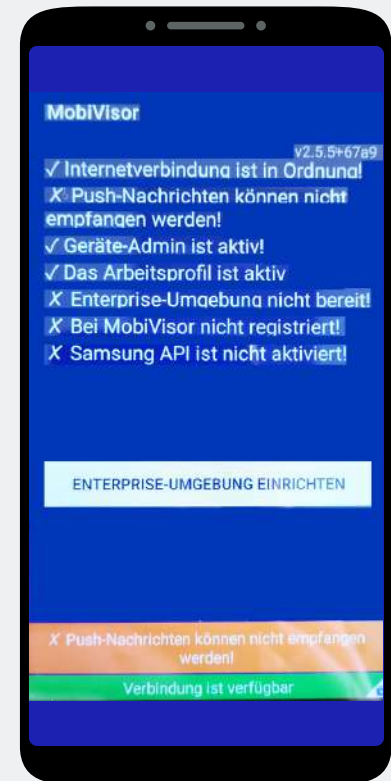 MobiVisor
v2.5.5+67a9
✓ Internetverbindung ist in Ordnung!
✗ Push-Nachrichten können nicht
empfangen werden!
✓ Geräte-Admin ist aktiv!
✓ Das Arbeitsprofil ist aktiv
✗ Enterprise-Umgebung nicht bereit!
✗ Bei MobiVisor nicht registriert!
✗ Samsung API ist nicht aktiviert!
ENTERPRISE-UMGEBUNG EINRICHTEN
✗ Push-Nachrichten können nicht empfangen
werden!
Verbindung ist verfügbar